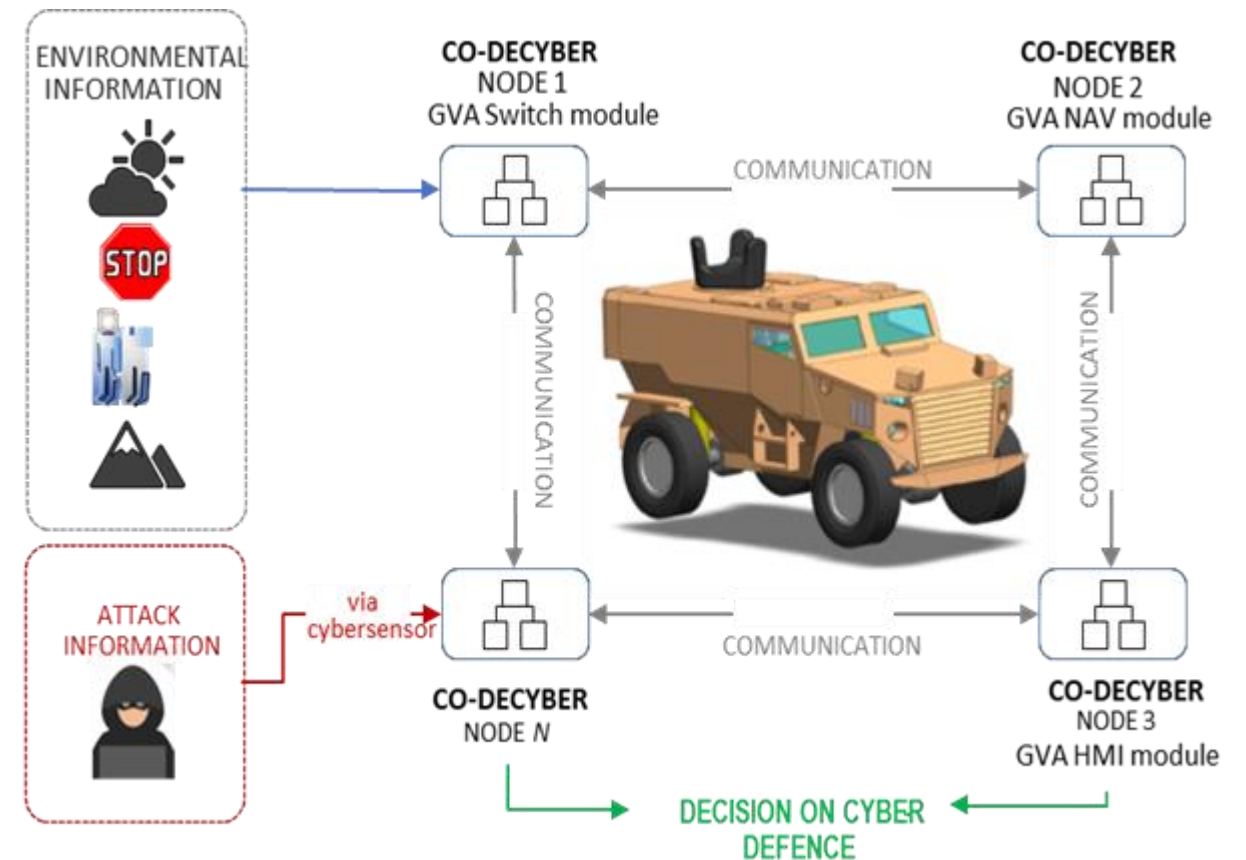 ENVIRONMENTAL
INFORMATION
STOP
ATTACK
INFORMATION
via
cybersensor
CO-DECYBER
NODE 1
GVA Switch module
CO-DECYBER
NODE 2
GVA NAV module
COMMUNICATION
COMMUNICATION
COMMUNICATION
COMMUNICATION
CO-DECYBER
NODE N
CO-DECYBER
NODE 3
GVA HMI module
DECISION ON CYBER
DEFENCE